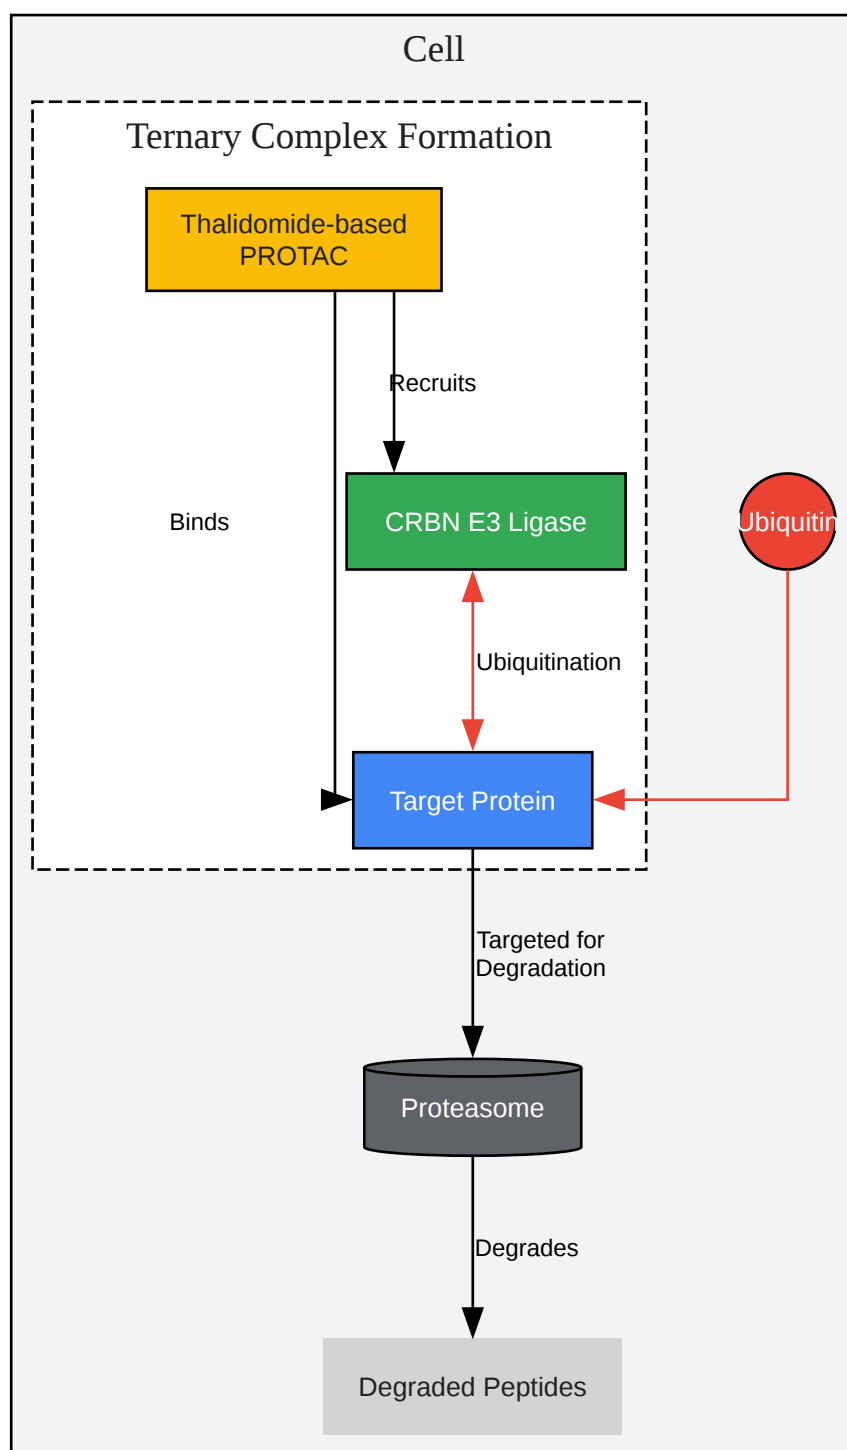 Cell
Ternary Complex Formation
Thalidomide-based
PROTAC
Recruits
Binds
CRBN E3 Ligase
Ubiquitin
Ubiquitination
Target Protein
Targeted for
Degradation
Proteasome
Degrades
Degraded Peptides